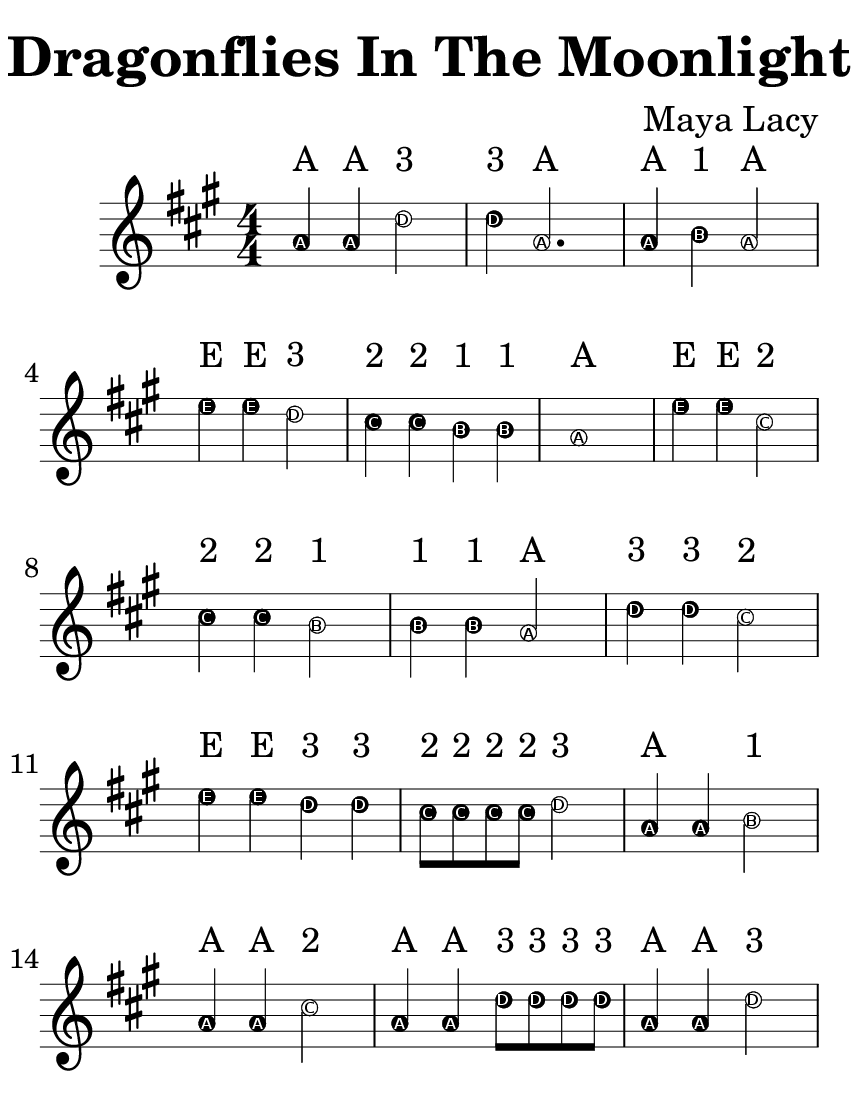 Dragonflies In The Moonlight
Maya Lacy
A A 3 3 A A 1 A
4 4
A A D D A A B A
4 E E 3 2 2 1 1 A E E 2
E E D C C B B A E E C
8 2 2 1 1 1 A 3 3 2
C C B B B A D D C
11 E E 3 3 2 2 2 2 3 A 1
E E D D C C C C D A A B
14 A A 2 A A 3 3 3 3 A A 3
A A C A A D D D D A A D